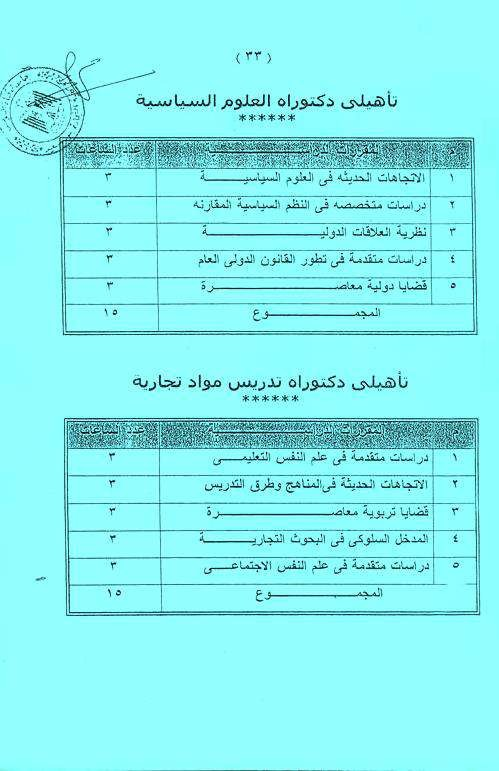 ( ٣٣ )
تأهيلى دكتوراه العلوم السياسية
******
م المقررات الدراسية عدد الساعات
١ الاتجاهات الحديثه فى العلوم السياسية ٣
٢ دراسات متخصصه فى النظم السياسية المقارنه ٣
٣ نظرية العلاقات الدولية ٣
٤ دراسات متقدمة فى تطور القانون الدولى العام ٣
٥ قضايا دولية معاصرة ٣
المجموع ١٥
تأهيلى دكتوراه تدريس مواد تجارية
******
م المقررات الدراسية عدد الساعات
١ دراسات متقدمة فى علم النفس التعليمى ٣
٢ الاتجاهات الحديثة فى المناهج وطرق التدريس ٣
٣ قضايا تربوية معاصرة ٣
٤ المدخل السلوكى فى البحوث التجارية ٣
٥ دراسات متقدمة فى علم النفس الاجتماعى ٣
المجموع ١٥